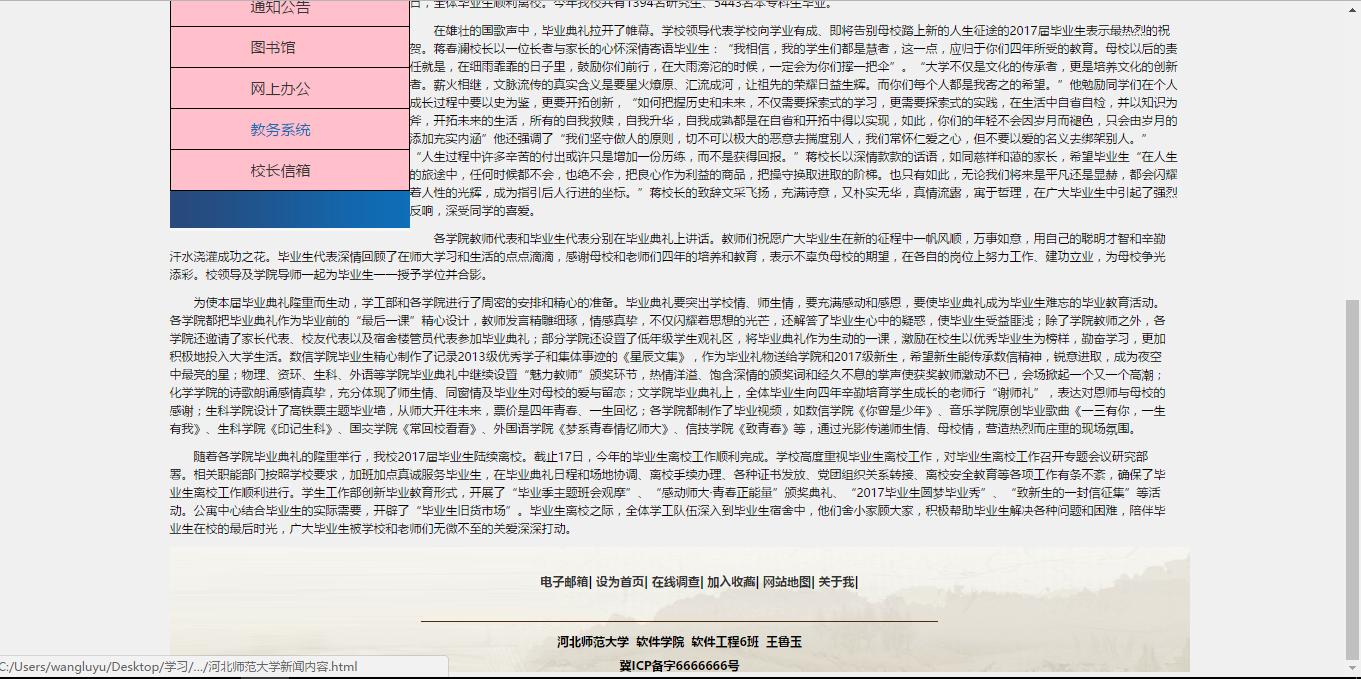 通知公告
图书馆
网上办公
教务系统
校长信箱
日，全体毕业生顺利离校。今年我校共有1394名研究生、5443名本专科生毕业。
在雄壮的国歌声中，毕业典礼拉开了帷幕。学校领导代表学校向学业有成、即将告别母校踏上新的人生征途的2017届毕业生表示最热烈的祝
贺。蒋春澜校长以一位长者与家长的心怀深情寄语毕业生：“我相信，我的学生们都是慧者，这一点，应归于你们四年所受的教育。母校以后的责
任就是，在细雨霏霏的日子里，鼓励你们前行，在大雨滂沱的时候，一定会为你们撑一把伞”。“大学不仅是文化的传承者，更是培养文化的创新
者。薪火相继，文脉流传的真实含义是要星火燎原、汇流成河，让祖先的荣耀日益生辉。而你们每个人都是我寄之的希望。”他勉励同学们在个人
成长过程中要以史为鉴，更要开拓创新，“如何把握历史和未来，不仅需要探索式的学习，更需要探索式的实践，在生活中自省自检，并以知识为
斧，开拓未来的生活，所有的自我救赎，自我升华，自我成熟都是在自省和开拓中得以实现，如此，你们的年轻不会因岁月而褪色，只会由岁月的
添加充实内涵”他还强调了“我们坚守做人的原则，切不可以极大的恶意去揣度别人，我们常怀仁爱之心，但不要以爱的名义去绑架别人。”
“人生过程中许多辛苦的付出或许只是增加一份历练，而不是获得回报。”蒋校长以深情款款的话语，如同慈祥和蔼的家长，希望毕业生“在人生
的旅途中，任何时候都不会，也绝不会，把良心作为利益的商品，把操守换取进取的阶梯。也只有如此，无论我们将来是平凡还是显赫，都会闪耀
着人性的光辉，成为指引后人行进的坐标。”蒋校长的致辞文采飞扬，充满诗意，又朴实无华，真情流露，寓于哲理，在广大毕业生中引起了强烈
反响，深受同学的喜爱。
各学院教师代表和毕业生代表分别在毕业典礼上讲话。教师们祝愿广大毕业生在新的征程中一帆风顺，万事如意，用自己的聪明才智和辛勤
汗水浇灌成功之花。毕业生代表深情回顾了在师大学习和生活的点点滴滴，感谢母校和老师们四年的培养和教育，表示不辜负母校的期望，在各自的岗位上努力工作、建功立业，为母校争光
添彩。校领导及学院导师一起为毕业生一一授予学位并合影。
为使本届毕业典礼隆重而生动，学工部和各学院进行了周密的安排和精心的准备。毕业典礼要突出学校情、师生情，要充满感动和感恩，要使毕业典礼成为毕业生难忘的毕业教育活动。
各学院都把毕业典礼作为毕业前的“最后一课”精心设计，教师发言精雕细琢，情感真挚，不仅闪耀着思想的光芒，还解答了毕业生心中的疑惑，使毕业生受益匪浅；除了学院教师之外，各
学院还邀请了家长代表、校友代表以及宿舍楼管员代表参加毕业典礼；部分学院还设置了低年级学生观礼区，将毕业典礼作为生动的一课，激励在校生以优秀毕业生为榜样，勤奋学习，更加
积极地投入大学生活。数信学院毕业生精心制作了记录2013级优秀学子和集体事迹的《星辰文集》，作为毕业礼物送给学院和2017级新生，希望新生能传承数信精神，锐意进取，成为夜空
中最亮的星；物理、资环、生科、外语等学院毕业典礼中继续设置“魅力教师”颁奖环节，热情洋溢、饱含深情的颁奖词和经久不息的掌声使获奖教师激动不已，会场掀起一个又一个高潮；
化学学院的诗歌朗诵感情真挚，充分体现了师生情、同窗情及毕业生对母校的爱与留恋；文学院毕业典礼上，全体毕业生向四年辛勤培育学生成长的老师行“谢师礼”，表达对恩师与母校的
感谢；生科学院设计了高铁票主题毕业墙，从师大开往未来，票价是四年青春、一生回忆；各学院都制作了毕业视频，如数信学院《你曾是少年》、音乐学院原创毕业歌曲《一三有你，一生
有我》、生科学院《印记生科》、国交学院《常回校看看》、外国语学院《梦系青春情忆师大》、信技学院《致青春》等，通过光影传递师生情、母校情，营造热烈而庄重的现场氛围。
随着各学院毕业典礼的隆重举行，我校2017届毕业生陆续离校。截止17日，今年的毕业生离校工作顺利完成。学校高度重视毕业生离校工作，对毕业生离校工作召开专题会议研究部
署。相关职能部门按照学校要求，加班加点真诚服务毕业生，在毕业典礼日程和场地协调、离校手续办理、各种证书发放、党团组织关系转接、离校安全教育等各项工作有条不紊，确保了毕
业生离校工作顺利进行。学生工作部创新毕业教育形式，开展了“毕业季主题班会观摩”、“感动师大·青春正能量”颁奖典礼、“2017毕业生圆梦毕业秀”、“致新生的一封信征集”等活
动。公寓中心结合毕业生的实际需要，开辟了“毕业生旧货市场”。毕业生离校之际，全体学工队伍深入到毕业生宿舍中，他们舍小家顾大家，积极帮助毕业生解决各种问题和困难，陪伴毕
业生在校的最后时光，广大毕业生被学校和老师们无微不至的关爱深深打动。
电子邮箱| 设为首页| 在线调查| 加入收藏| 网站地图| 关于我|
河北师范大学 软件学院 软件工程6班 王鲁玉
冀ICP备字6666666号
C:/Users/wangluyu/Desktop/学习/.../河北师范大学新闻内容.html